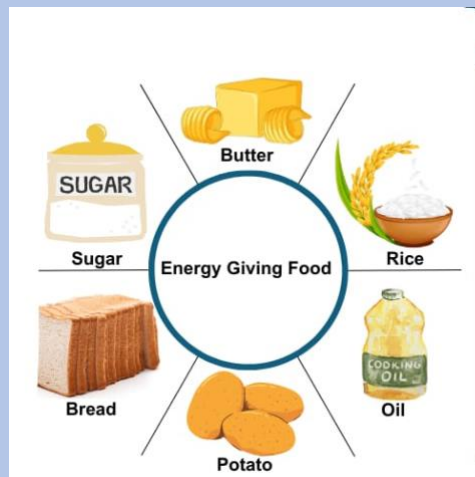 Butter
SUGAR
Sugar
Rice
Energy Giving Food
Bread
COOKING
OIL
Oil
Potato